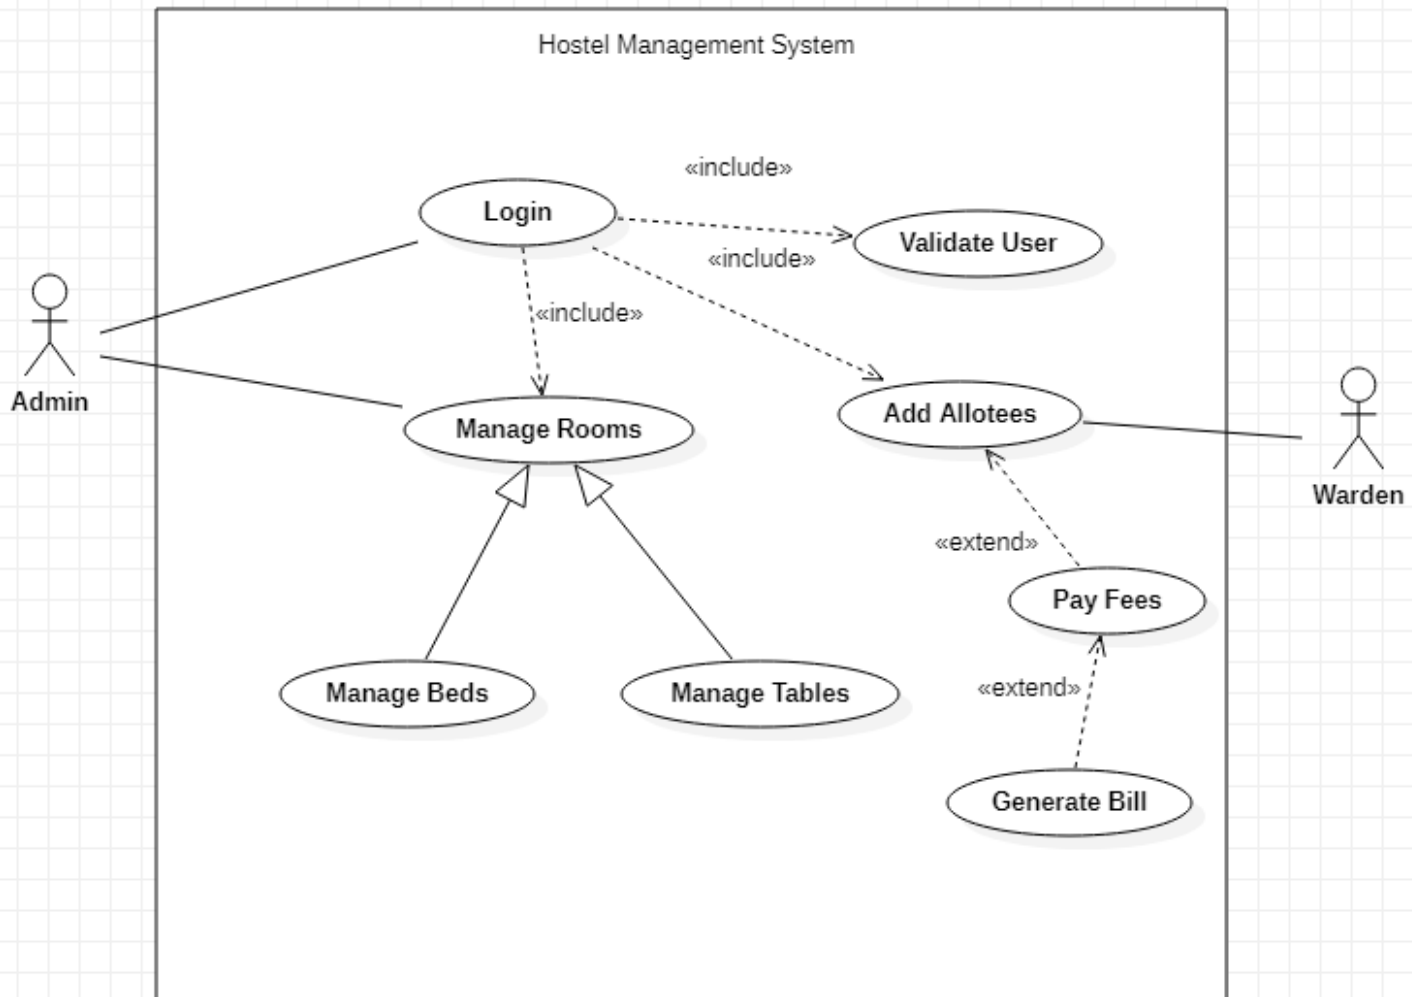 Hostel Management System
«include»
Login
Validate User
«include»
«include»
Admin
Manage Rooms
Add Allotees
Warden
«extend»
Pay Fees
«extend»
Manage Beds
Manage Tables
Generate Bill